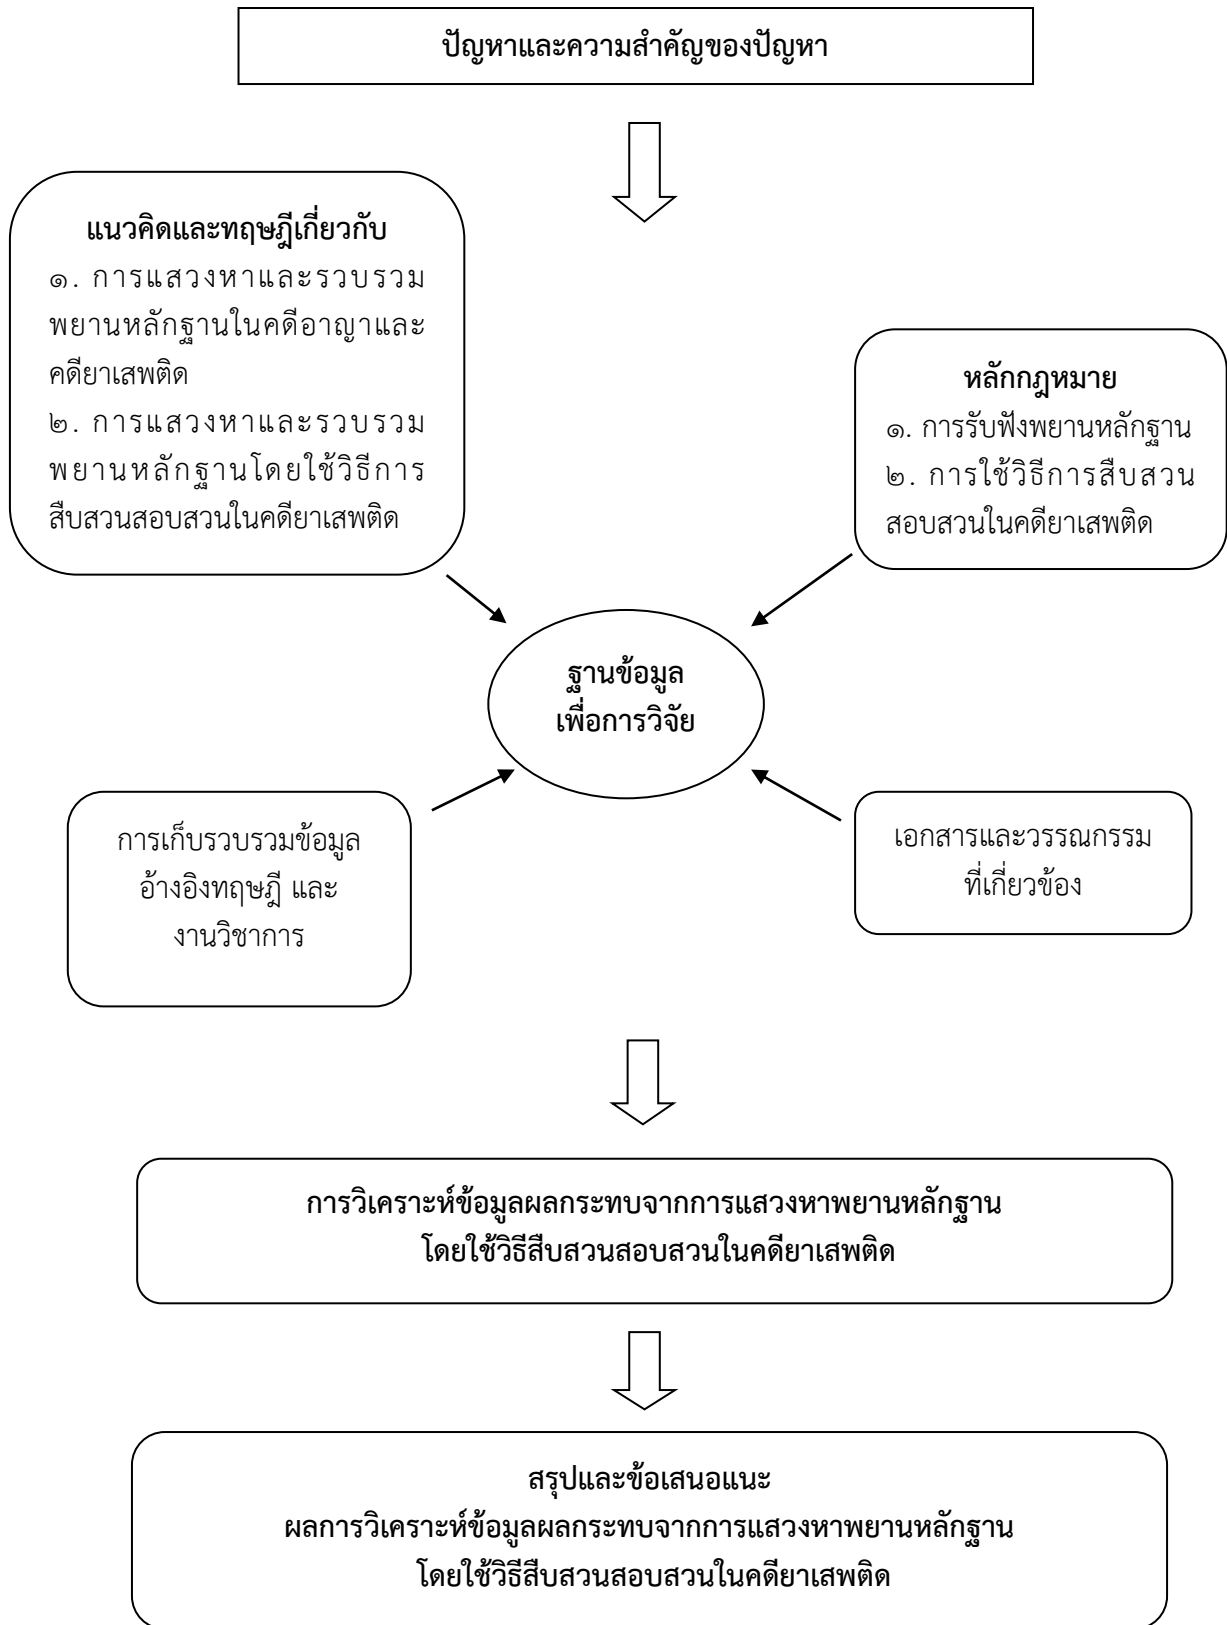 ปัญหาและความสำคัญของปัญหา
แนวคิดและทฤษฎีเกี่ยวกับ
๑. การแสวงหาและรวบรวม
พยานหลักฐานในคดีอาญาและ
คดียาเสพติด
๒. การแสวงหาและรวบรวม
พยานหลักฐานโดยใช้วิธีการ
สืบสวนสอบสวนในคดียาเสพติด
หลักกฎหมาย
๑. การรับฟังพยานหลักฐาน
๒. การใช้วิธีการสืบสวน
สอบสวนในคดียาเสพติด
ฐานข้อมูล
เพื่อการวิจัย
การเก็บรวบรวมข้อมูล
อ้างอิงทฤษฎี และ
งานวิชาการ
เอกสารและวรรณกรรม
ที่เกี่ยวข้อง
การวิเคราะห์ข้อมูลผลกระทบจากการแสวงหาพยานหลักฐาน
โดยใช้วิธีสืบสวนสอบสวนในคดียาเสพติด
สรุปและข้อเสนอแนะ
ผลการวิเคราะห์ข้อมูลผลกระทบจากการแสวงหาพยานหลักฐาน
โดยใช้วิธีสืบสวนสอบสวนในคดียาเสพติด